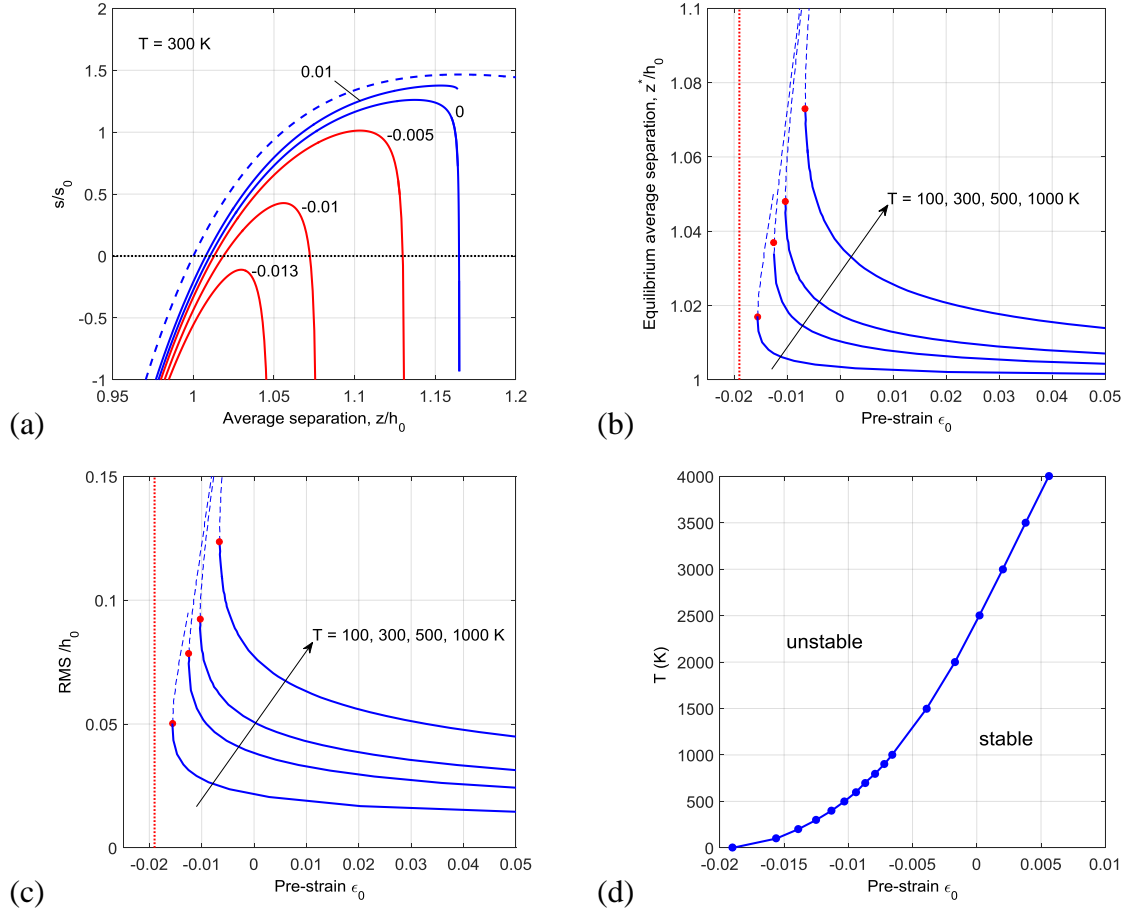 T = 300 K
0.01
0
-0.005
-0.01
-0.013
2
1.5
1
0.5
0
-0.5
-1
s/s0
0.95 1 1.05 1.1 1.15 1.2
Average separation, z/h0
(a)
T = 100, 300, 500, 1000 K
1.1
1.08
1.06
1.04
1.02
1
Equilibrium average separation, z*/h0
-0.02 -0.01 0 0.01 0.02 0.03 0.04 0.05
Pre-strain ϵ0
(b)
T = 100, 300, 500, 1000 K
0.15
0.1
0.05
0
RMS /h0
-0.02 -0.01 0 0.01 0.02 0.03 0.04 0.05
Pre-strain ϵ0
(c)
unstable
stable
4000
3500
3000
2500
2000
1500
1000
500
0
T (K)
-0.02 -0.015 -0.01 -0.005 0 0.005 0.01
Pre-strain ϵ0
(d)